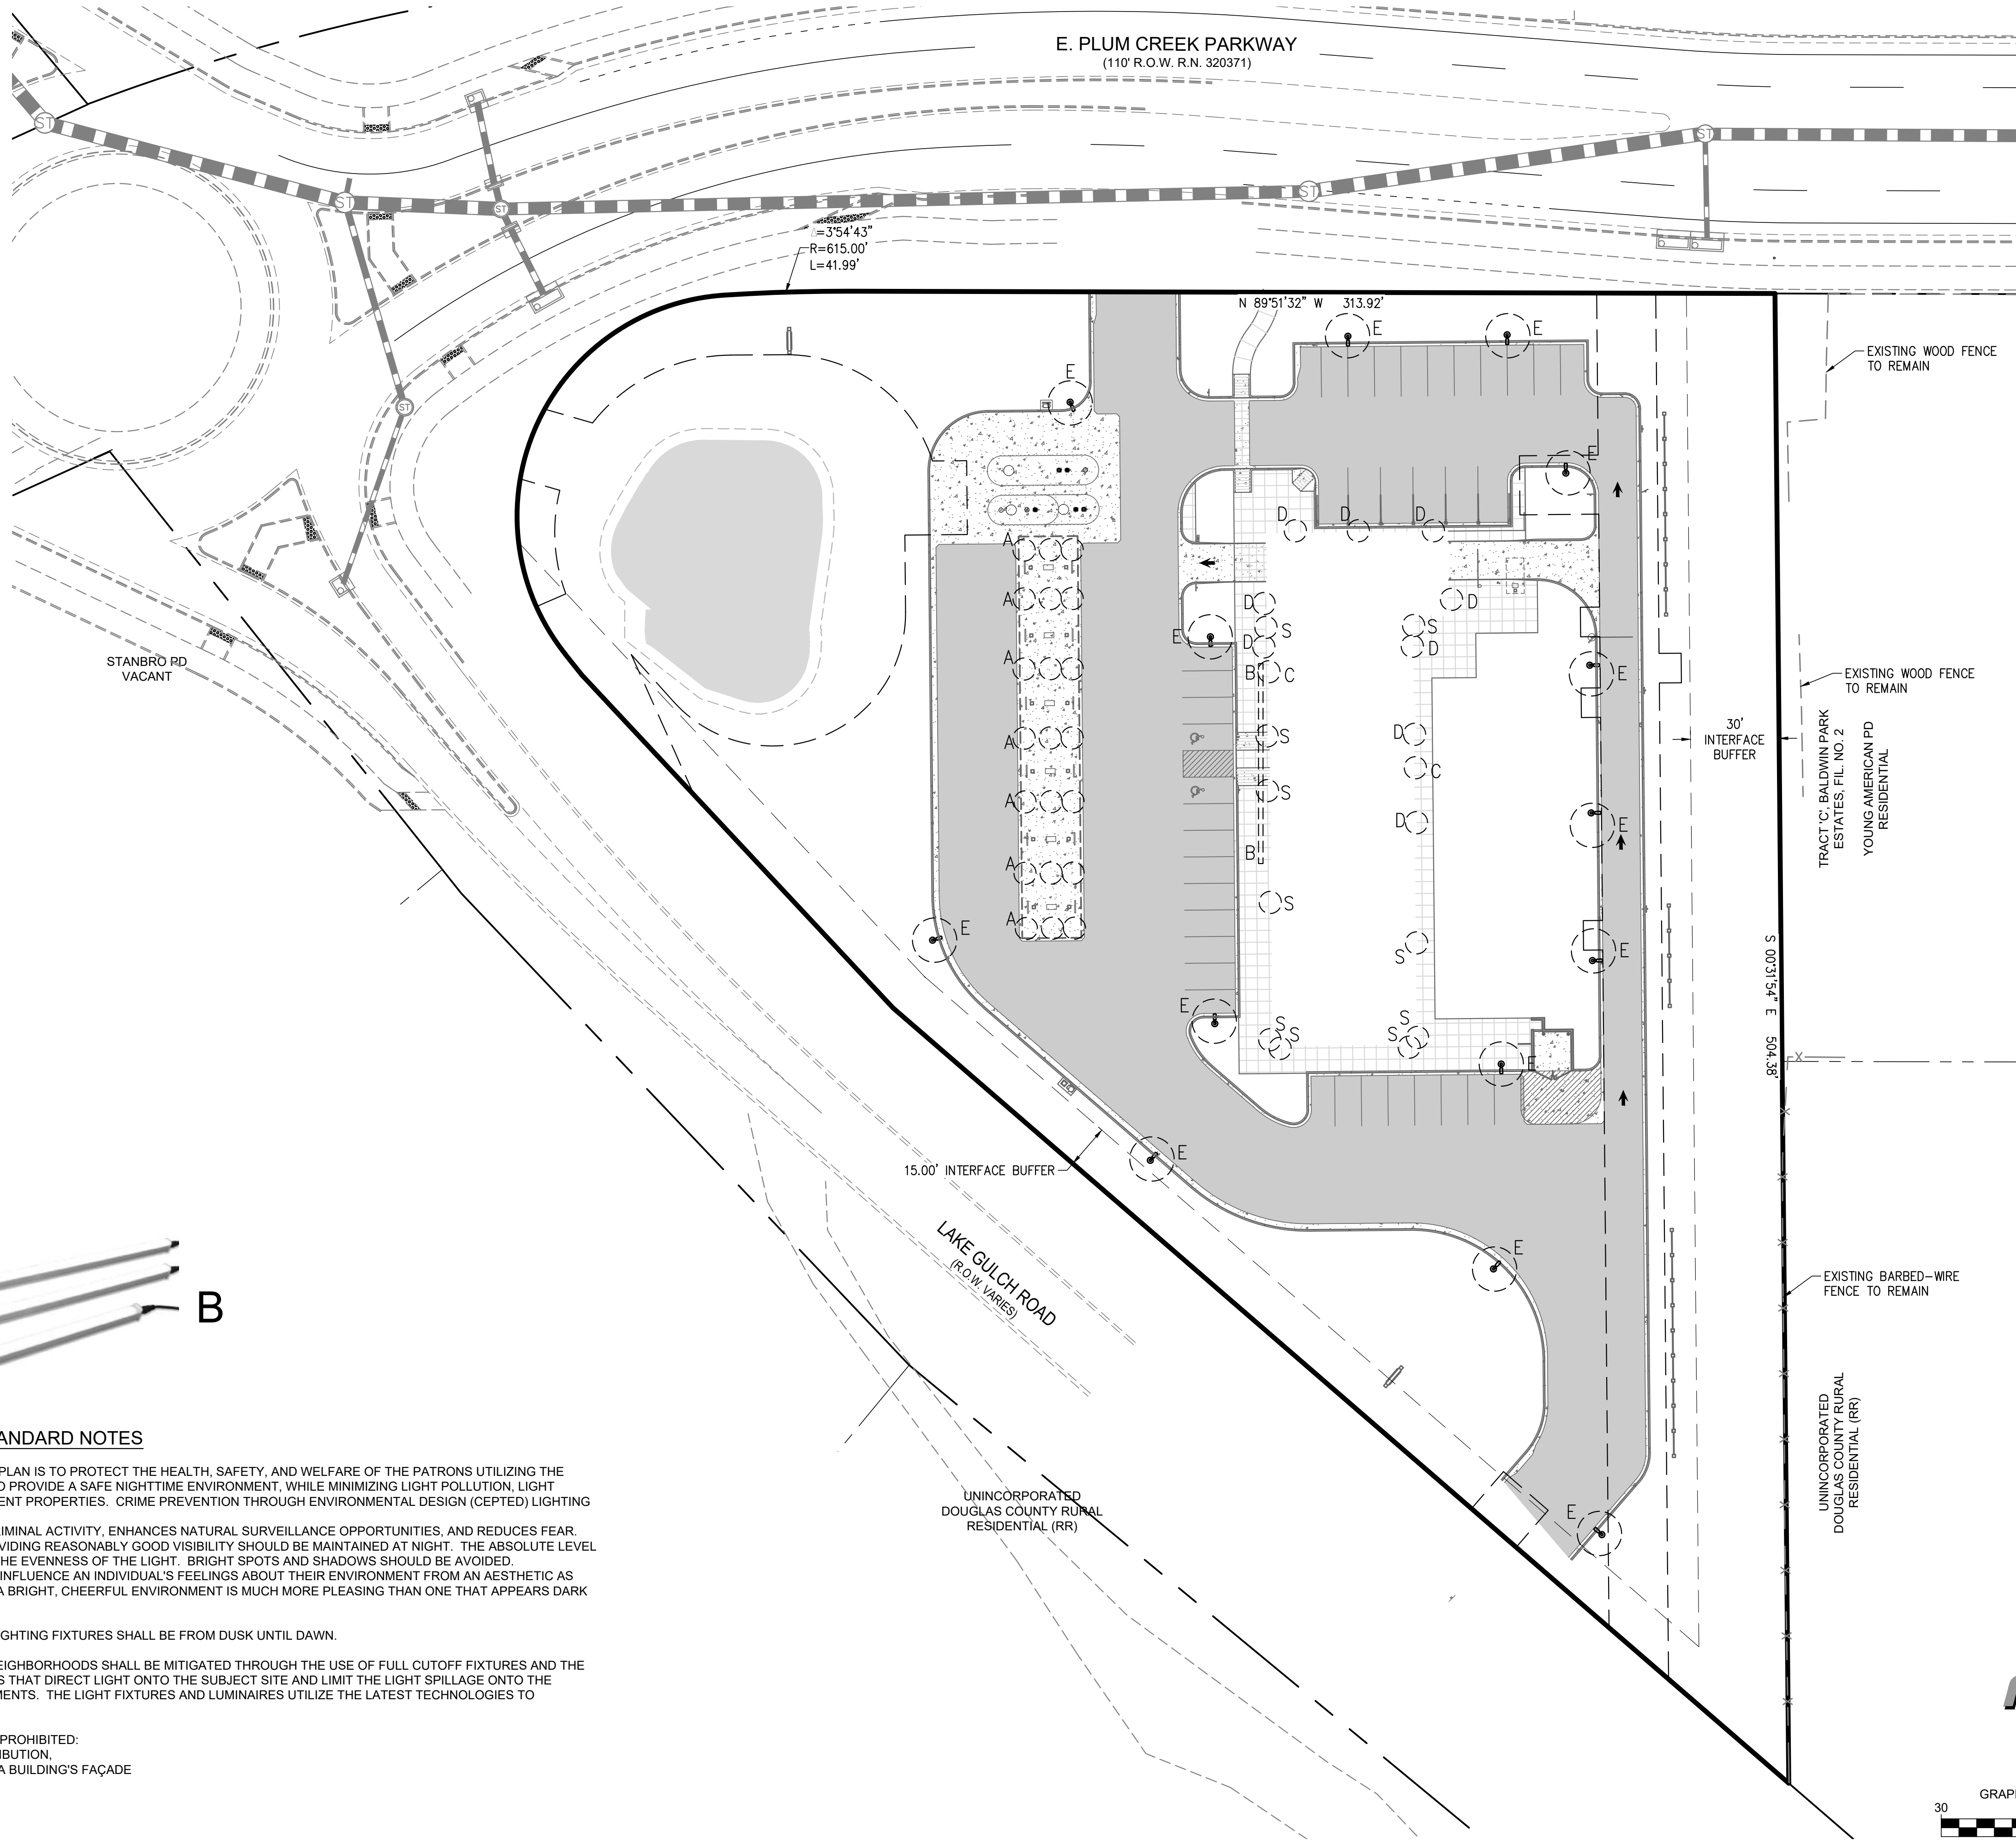 E. PLUM CREEK PARKWAY
(110' R.O.W. R.N. 320371)
ST
ST
ST
ST
ST
ST
Δ=3°54'43"
R=615.00'
L=41.99'
N 89°51'32" W 313.92'
E
E
E
EXISTING WOOD FENCE
TO REMAIN
E
D
D
D
A
A
D
D
S
S
E
D
D
STANBRO PD
VACANT
A
B
C
E
EXISTING WOOD FENCE
TO REMAIN
A
S
D
30'
INTERFACE
BUFFER
TRACT 'C', BALDWIN PARK
ESTATES, FIL. NO. 2
YOUNG AMERICAN PD
RESIDENTIAL
C
A
S
D
E
B
A
S
A
E
S
E
S 00°31'54" E 504.38'
E
S
S
S
S
E
X
15.00' INTERFACE BUFFER
E
LAKE GULCH ROAD
(R.O.W. VARIES)
E
EXISTING BARBED-WIRE
FENCE TO REMAIN
B
UNINCORPORATED
DOUGLAS COUNTY RURAL
RESIDENTIAL (RR)
UNINCORPORATED
DOUGLAS COUNTY RURAL
RESIDENTIAL (RR)
E
ANDARD NOTES
PLAN IS TO PROTECT THE HEALTH, SAFETY, AND WELFARE OF THE PATRONS UTILIZING THE
O PROVIDE A SAFE NIGHTTIME ENVIRONMENT, WHILE MINIMIZING LIGHT POLLUTION, LIGHT
ENT PROPERTIES. CRIME PREVENTION THROUGH ENVIRONMENTAL DESIGN (CEPTED) LIGHTING
IMINAL ACTIVITY, ENHANCES NATURAL SURVEILLANCE OPPORTUNITIES, AND REDUCES FEAR.
VIDING REASONABLY GOOD VISIBILITY SHOULD BE MAINTAINED AT NIGHT. THE ABSOLUTE LEVEL
HE EVENNESS OF THE LIGHT. BRIGHT SPOTS AND SHADOWS SHOULD BE AVOIDED.
INFLUENCE AN INDIVIDUAL'S FEELINGS ABOUT THEIR ENVIRONMENT FROM AN AESTHETIC AS
A BRIGHT, CHEERFUL ENVIRONMENT IS MUCH MORE PLEASING THAN ONE THAT APPEARS DARK
GHTING FIXTURES SHALL BE FROM DUSK UNTIL DAWN.
EIGHBORHOODS SHALL BE MITIGATED THROUGH THE USE OF FULL CUTOFF FIXTURES AND THE
S THAT DIRECT LIGHT ONTO THE SUBJECT SITE AND LIMIT THE LIGHT SPILLAGE ONTO THE
MENTS. THE LIGHT FIXTURES AND LUMINAIRES UTILIZE THE LATEST TECHNOLOGIES TO
PROHIBITED:
IBUTION,
A BUILDING'S FAÇADE
GRAPH
30